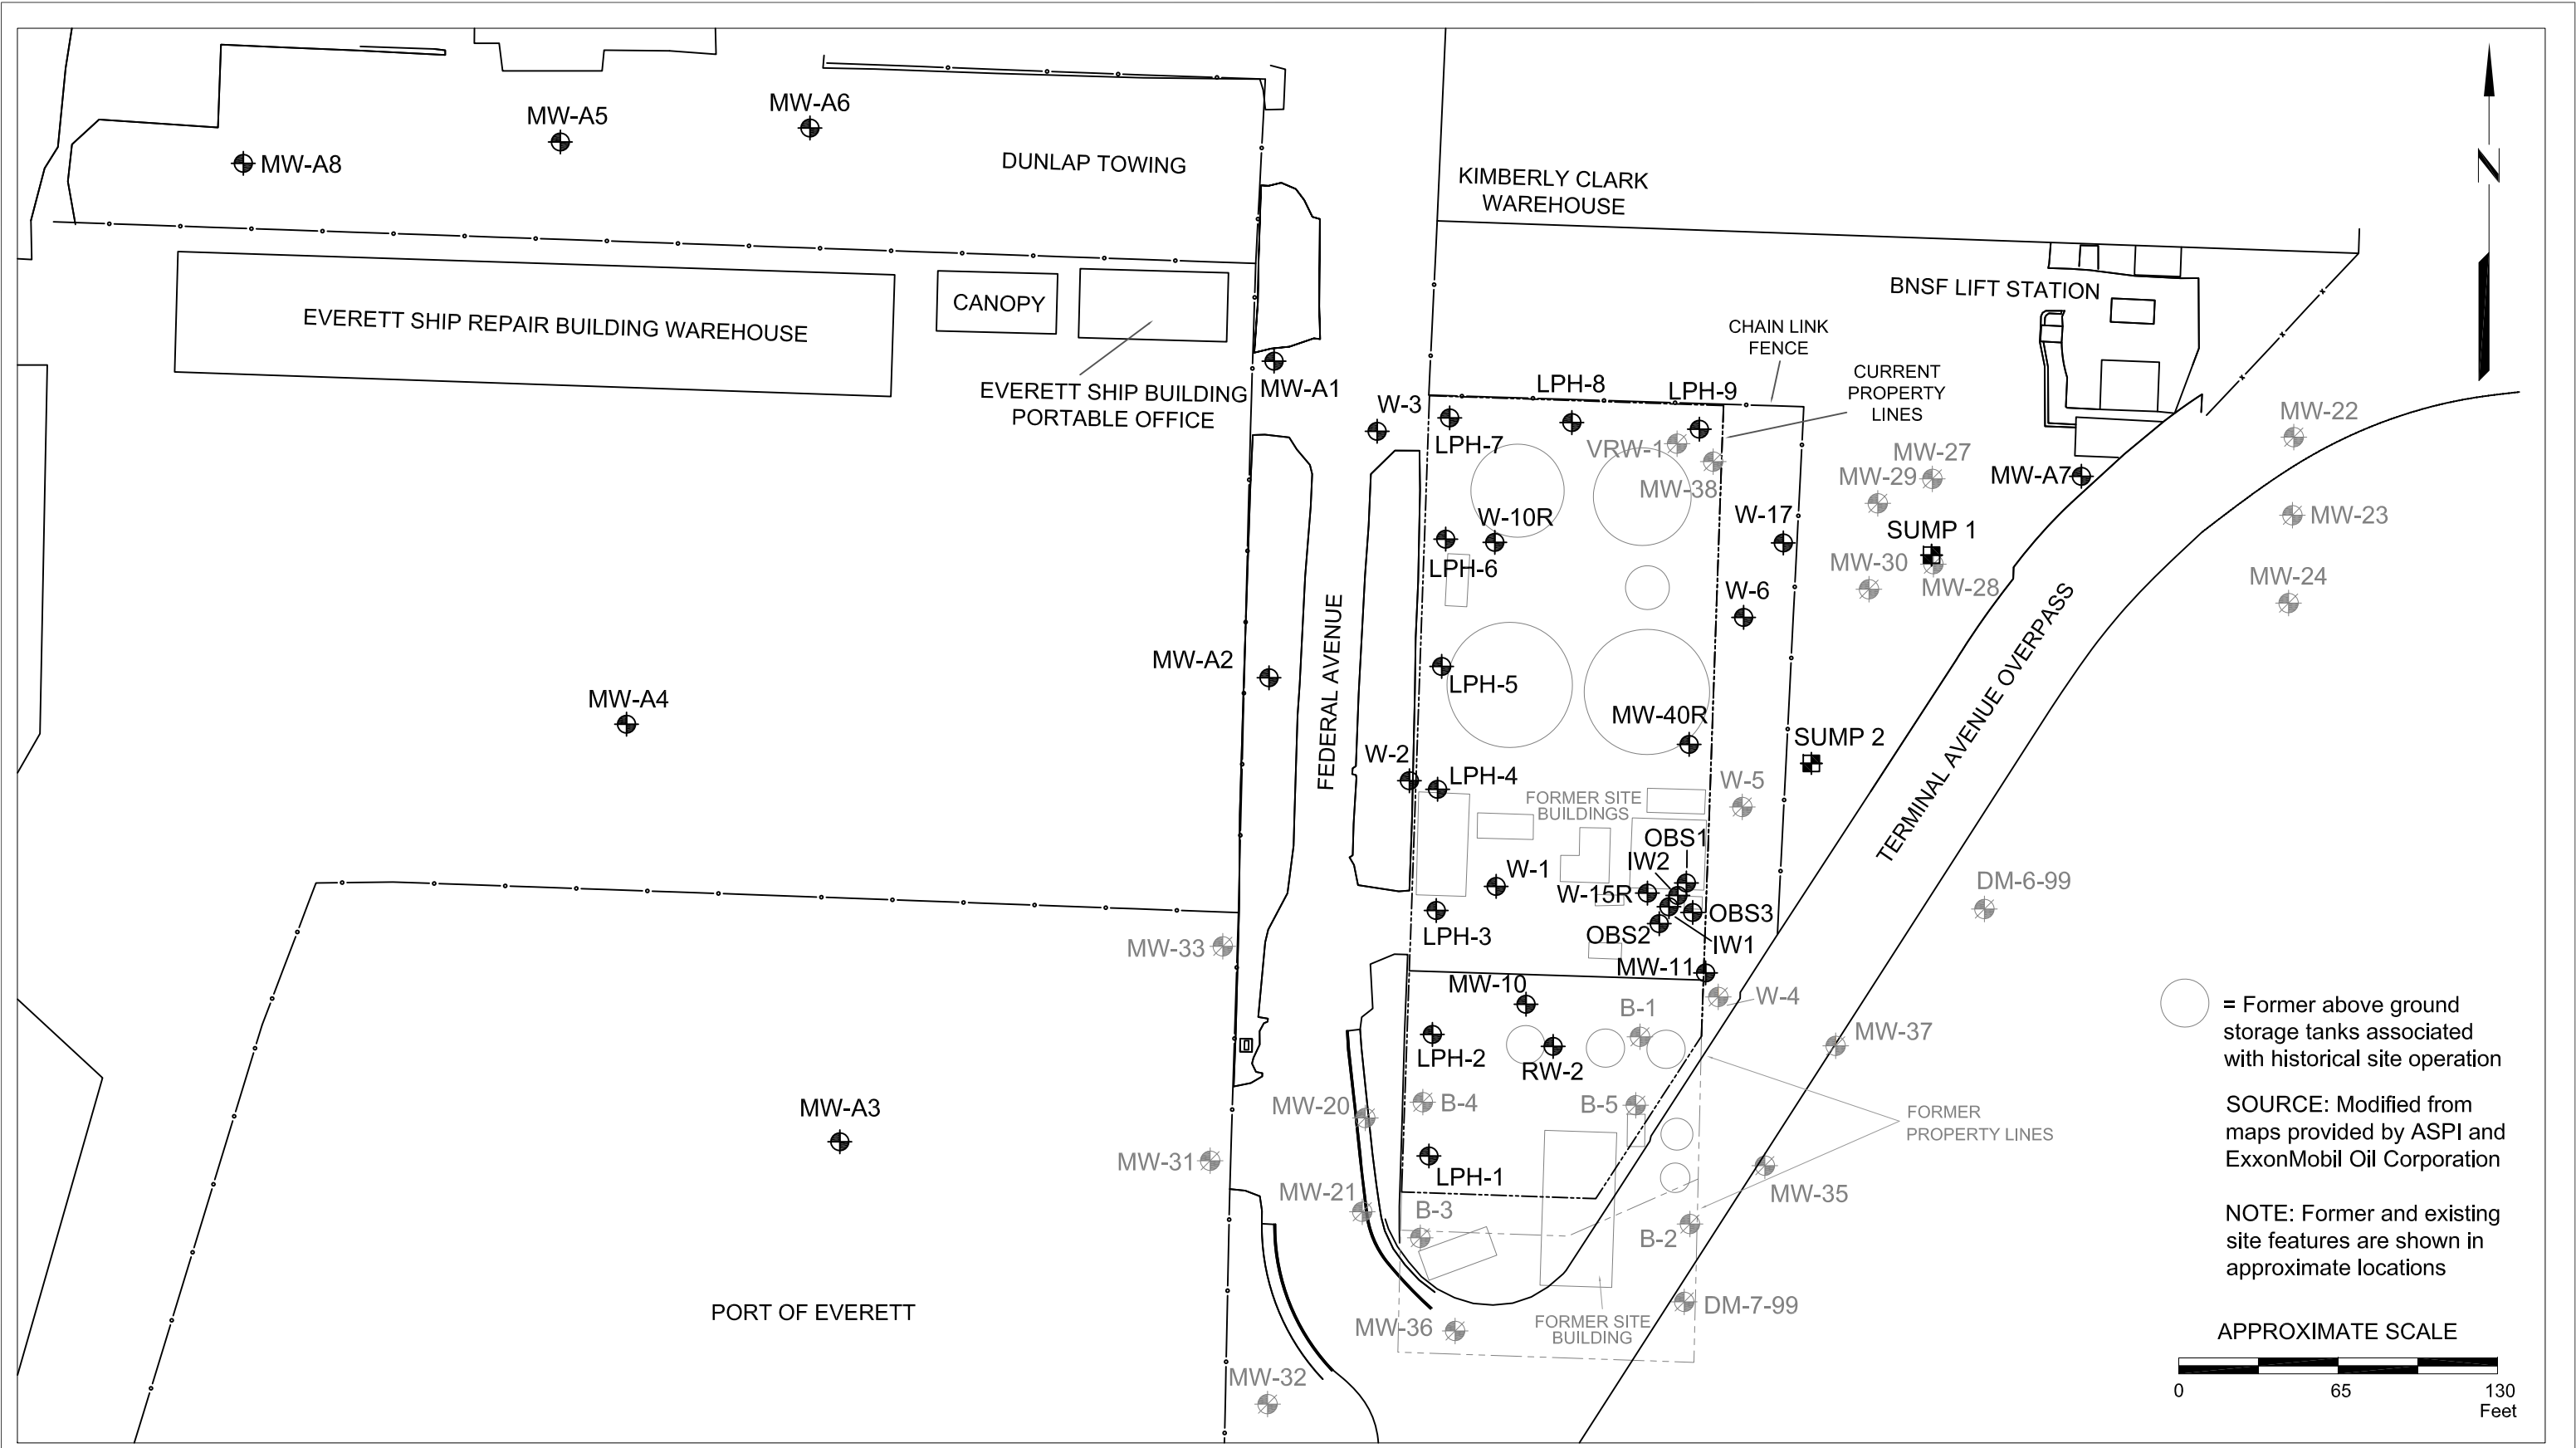 MW-A5
MW-A6
MW-A8
DUNLAP TOWING
KIMBERLY CLARK
WAREHOUSE
N
EVERETT SHIP REPAIR BUILDING WAREHOUSE
CANOPY
EVERETT SHIP BUILDING
PORTABLE OFFICE
MW-A1
BNSF LIFT STATION
CHAIN LINK
FENCE
CURRENT
PROPERTY
LINES
W-3
LPH-7
LPH-8
LPH-9
VRW-1
MW-38
MW-27
MW-29
MW-A7
MW-22
MW-23
MW-24
SUMP 1
MW-30
MW-28
W-10R
W-17
LPH-6
W-6
MW-A2
MW-A4
FEDERAL AVENUE
LPH-5
MW-40R
SUMP 2
TERMINAL AVENUE OVERPASS
W-2
LPH-4
W-5
FORMER SITE
BUILDINGS
OBS1
IW2
W-1
W-15R
OBS3
OBS2
IW1
LPH-3
DM-6-99
MW-33
MW-11
MW-10
W-4
B-1
MW-37
LPH-2
RW-2
MW-20
B-4
B-5
FORMER
PROPERTY LINES
MW-A3
MW-31
LPH-1
MW-21
B-3
MW-35
B-2
PORT OF EVERETT
DM-7-99
MW-36
FORMER SITE
BUILDING
MW-32
= Former above ground
storage tanks associated
with historical site operation
SOURCE: Modified from
maps provided by ASPI and
ExxonMobil Oil Corporation
NOTE: Former and existing
site features are shown in
approximate locations
APPROXIMATE SCALE
0 65 130
Feet